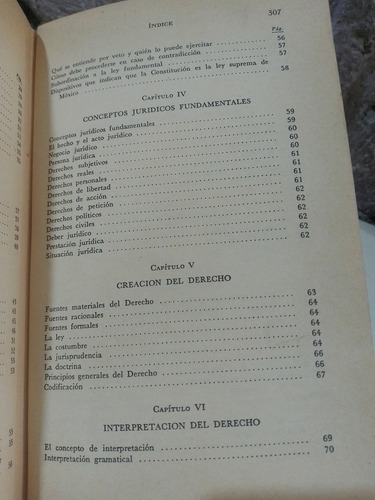 INDICE 307
Pág.
Qué se entiende por veto y quién lo puede ejercitar 56
Cómo debe procederse en caso de contradicción 57
Subordinación a la ley fundamental 57
Dispositivos que indican que la Constitución es la ley suprema de
México 58
CAPÍTULO IV
CONCEPTOS JURIDICOS FUNDAMENTALES
Conceptos jurídicos fundamentales 59
El hecho y el acto jurídico 59
Negocio jurídico 60
Persona jurídica 60
Derechos subjetivos 60
Derechos reales 61
Derechos personales 61
Derechos de libertad 61
Derechos de acción 61
Derechos de petición 61
Derechos políticos 62
Derechos civiles 62
Deber jurídico 62
Prestación jurídica 62
Situación jurídica 62
CAPÍTULO V
CREACION DEL DERECHO
Fuentes materiales del Derecho 63
Fuentes racionales 64
Fuentes formales 64
La ley 64
La costumbre 64
La jurisprudencia 64
La doctrina 66
Principios generales del Derecho 66
Codificación 67
CAPÍTULO VI
INTERPRETACION DEL DERECHO
El concepto de interpretación 69
Interpretación gramatical 70